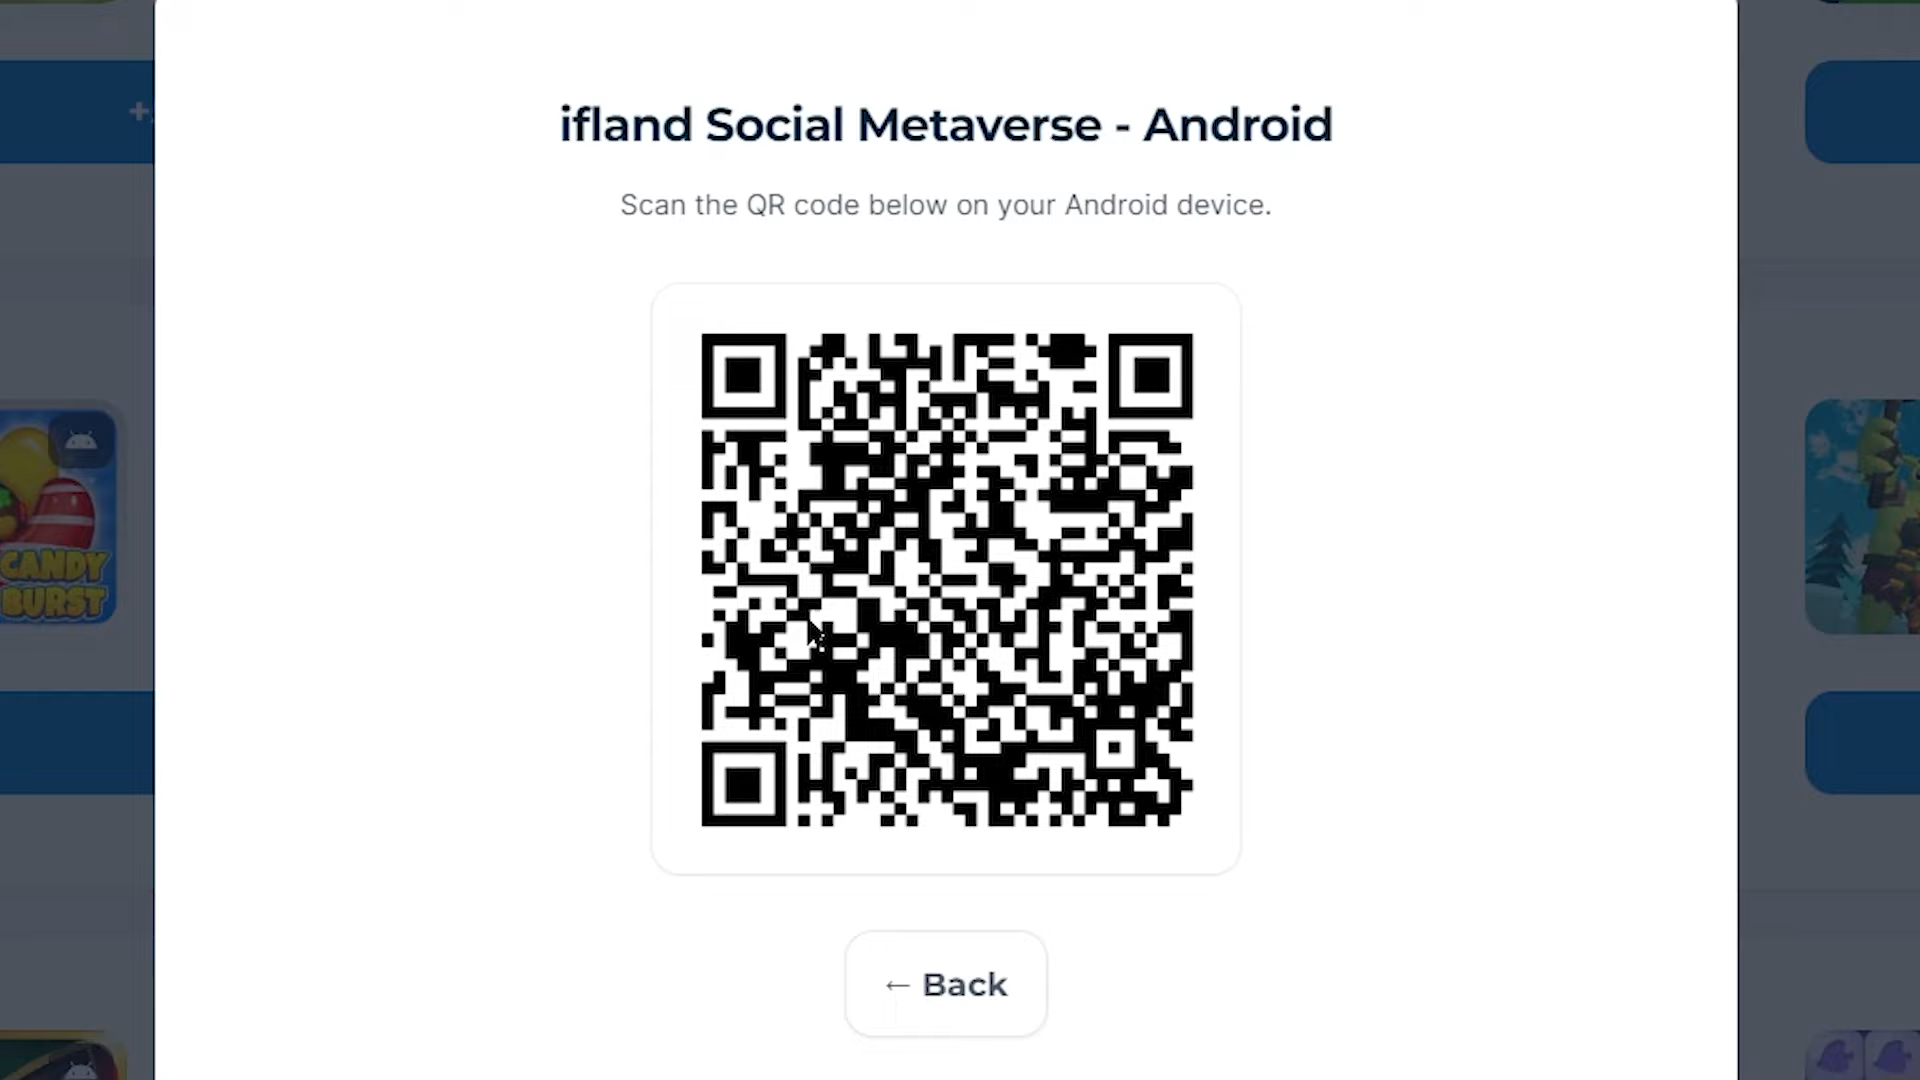 +
ifland Social Metaverse - Android
Scan the QR code below on your Android device.
CANDY
BURST
← Back